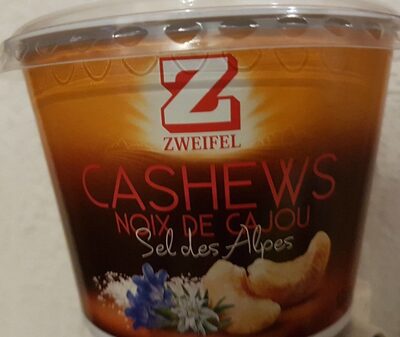 Z
ZWEIFEL
CASHEWS
NOIX DE CAJOU
Sel des Alpes